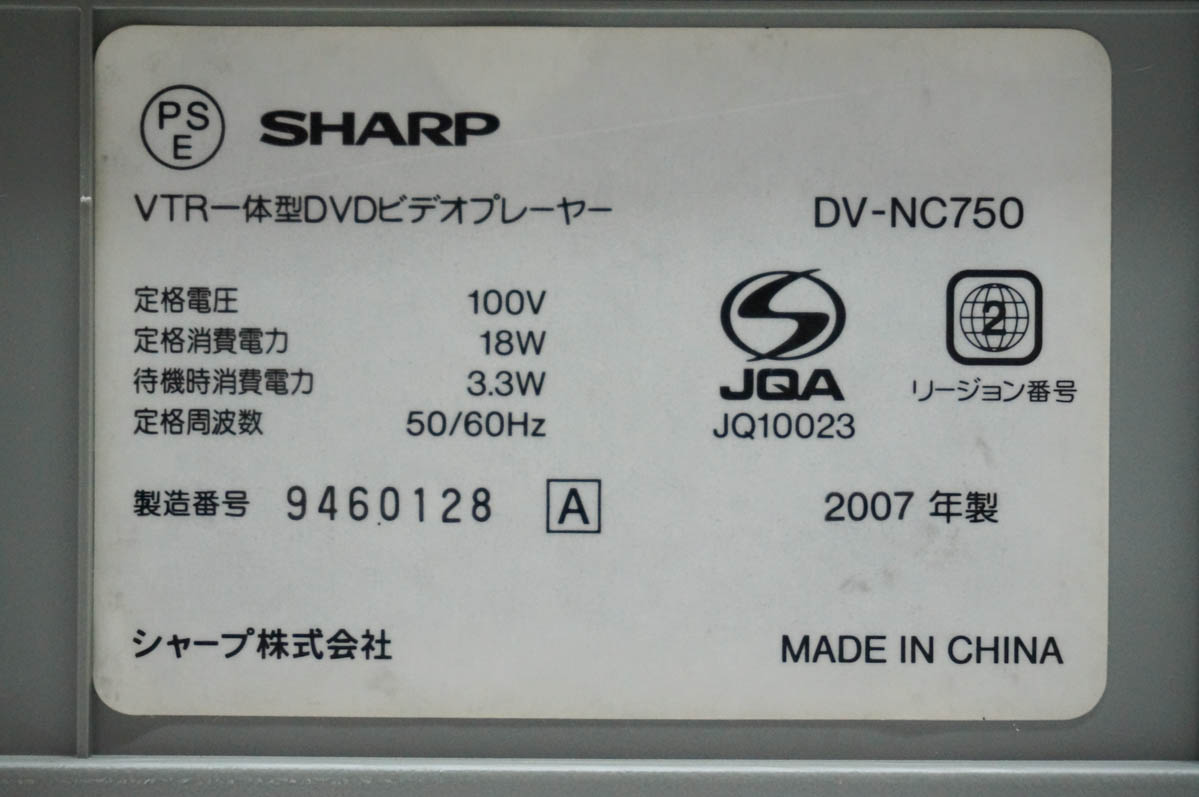 PS E SHARP
VTR一体型DVDビデオプレーヤー DV-NC750
定格電圧 100V
定格消費電力 18W
待機時消費電力 3.3W
定格周波数 50/60Hz
JQA
JQ10023
2
リージョン番号
製造番号 9460128 A 2007 年製
シャープ株式会社 MADE IN CHINA